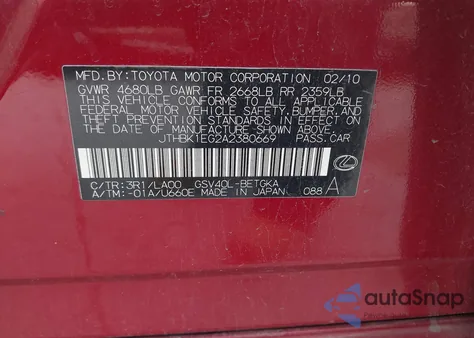 MFD. BY: TOYOTA MOTOR CORPORATION 02/10
GVWR 4680LB GAWR FR 2668LB RR 2359LB
THIS VEHICLE CONFORMS TO ALL APPLICABLE
FEDERAL MOTOR VEHICLE SAFETY, BUMPER, AND
THEFT PREVENTION STANDARDS IN EFFECT ON
THE DATE OF MANUFACTURE SHOWN ABOVE.
JTHBK1EG2A2380669 PASS.CAR
C/TR: 3R1/LA00 GSV40L-BETGKA
A/TM: -01A/U660E MADE IN JAPAN 088 A
autoSnap